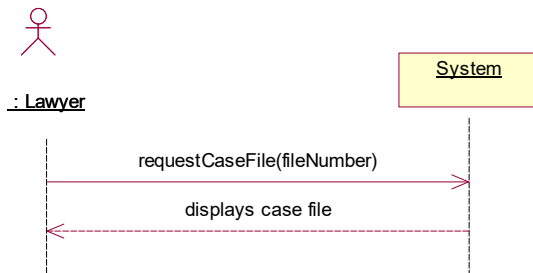 System
: Lawyer
requestCaseFile(fileNumber)
displays case file